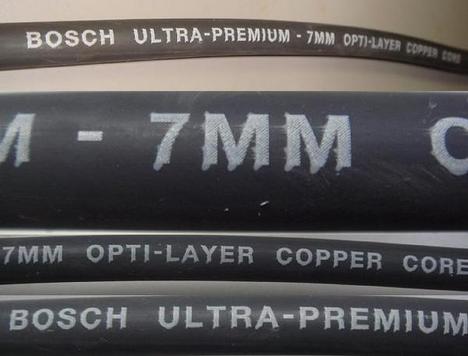 BOSCH ULTRA-PREMIUM - 7MM OPTI-LAYER COPPER CORE
M - 7MM C
7MM OPTI-LAYER COPPER CORE
BOSCH ULTRA-PREMIUM